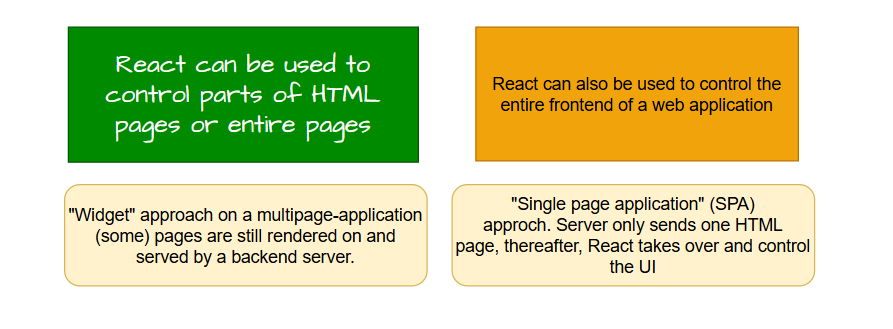 React can be used to
control parts of HTML
pages or entire pages
React can also be used to control the
entire frontend of a web application
"Widget" approach on a multipage-application
(some) pages are still rendered on and
served by a backend server.
"Single page application" (SPA)
approch. Server only sends one HTML
page, thereafter, React takes over and control
the UI